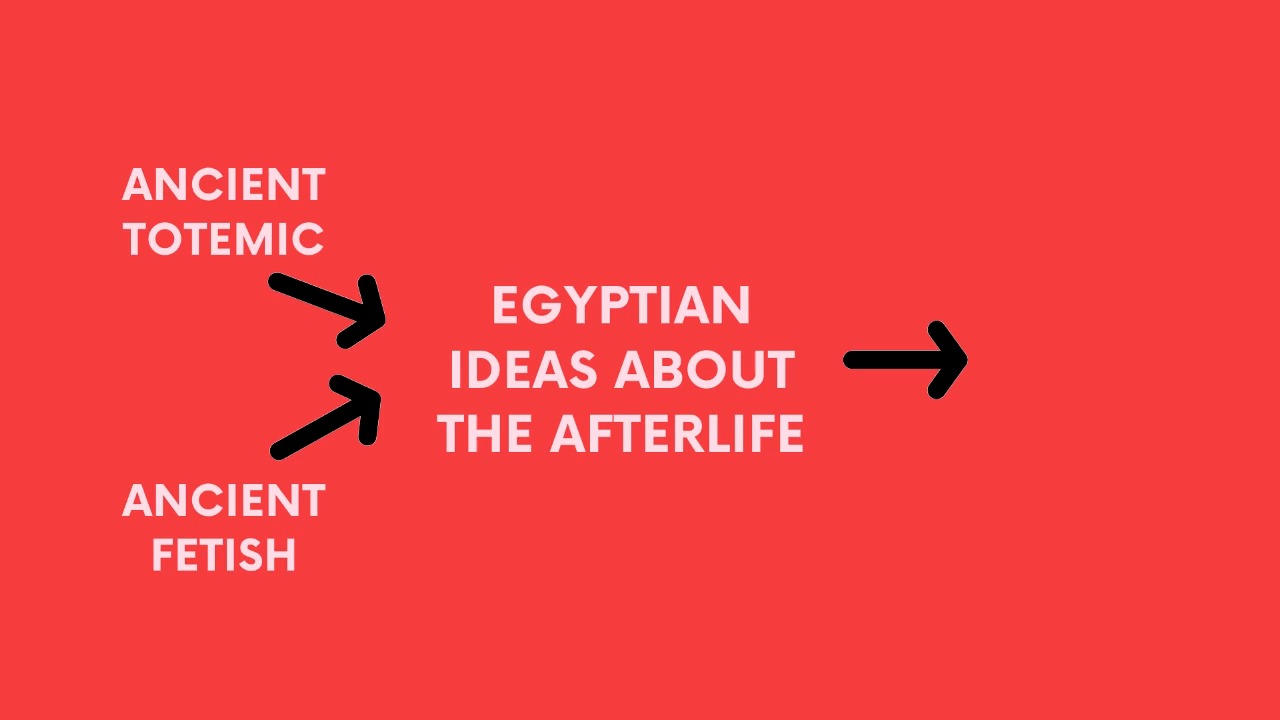 ANCIENT
TOTEMIC
EGYPTIAN
IDEAS ABOUT
THE AFTERLIFE
ANCIENT
FETISH